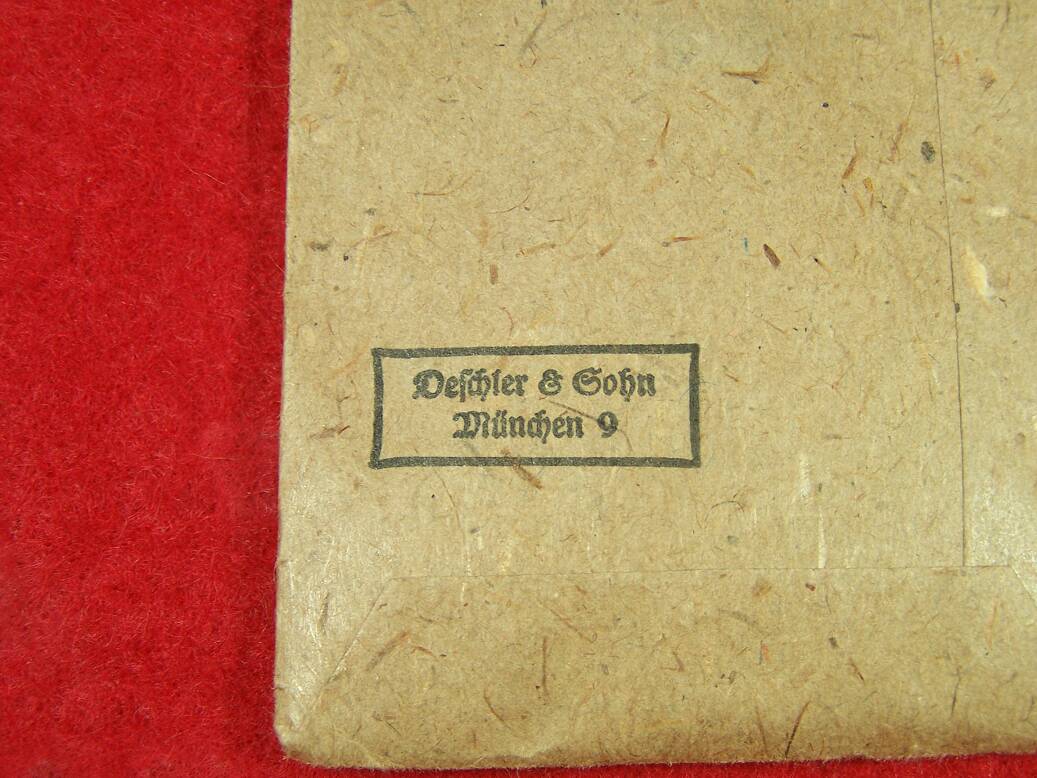 Deschler & Sohn
München 9